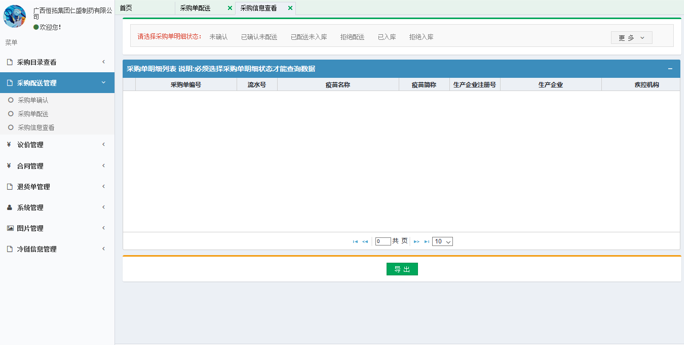 广西恒拓集团仁盛制药有限公
司
欢迎您!
菜单
采购目录查看
采购配送管理
采购单确认
采购单配送
采购信息查看
议价管理
合同管理
退货单管理
系统管理
图片管理
冷链信息管理
首页 采购单配送 采购信息查看
请选择采购单明细状态: 未确认 已确认未配送 已配送未入库 拒绝配送 已入库 拒绝入库 更 多
采购单明细列表 说明:必须选择采购单明细状态才能查询数据
采购单编号 流水号 疫苗名称 疫苗简称 生产企业注册号 生产企业 疾控机构
0 共 页 10
导 出